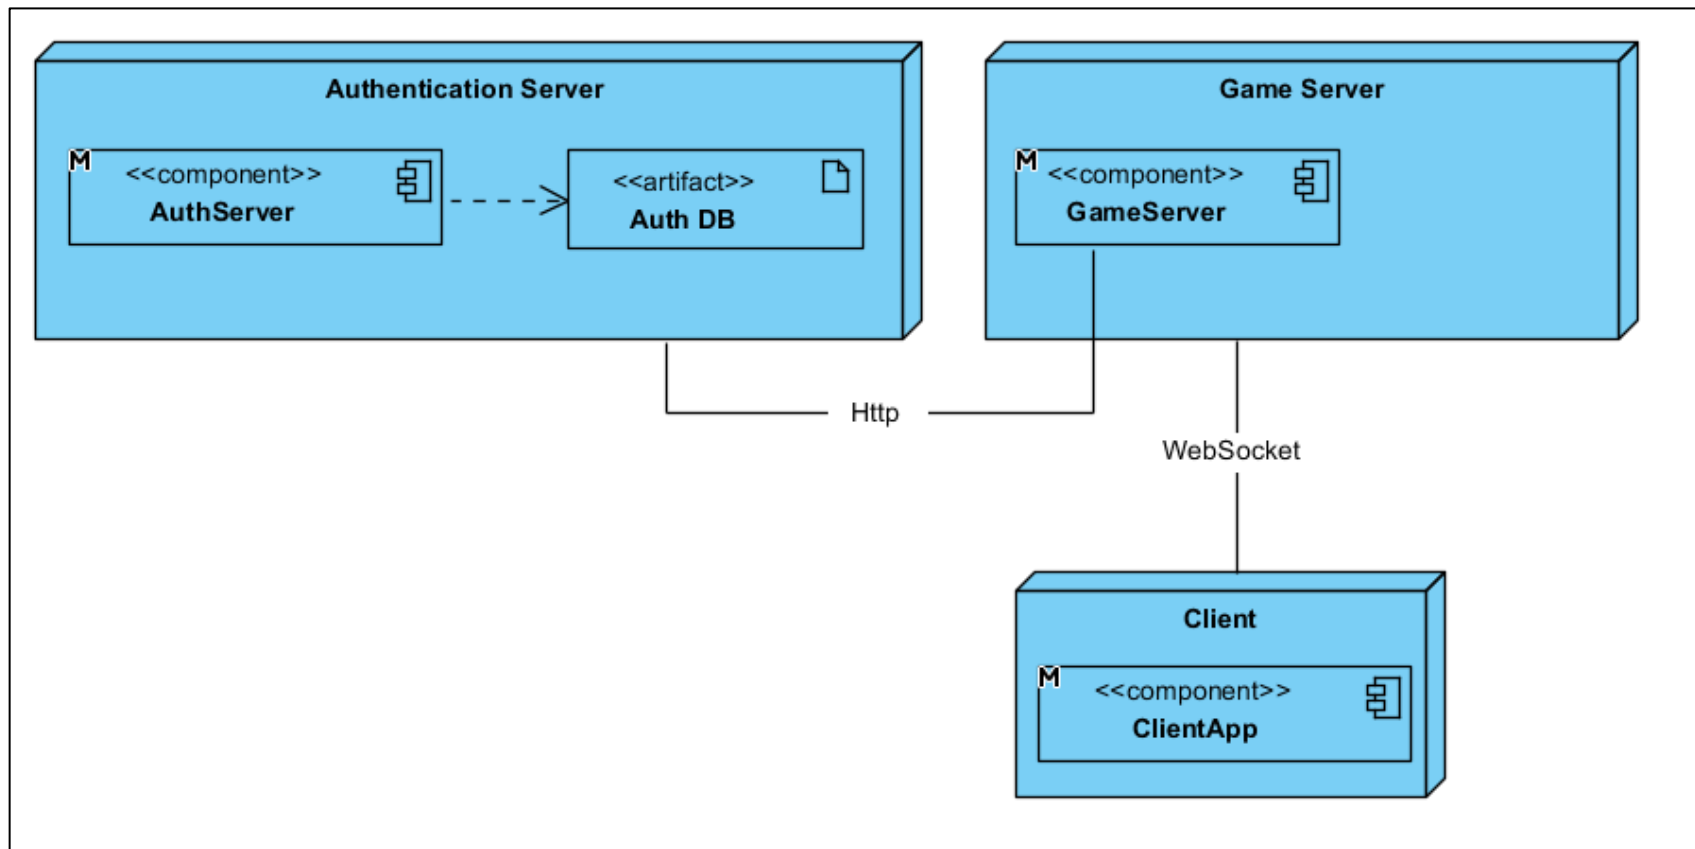 Authentication Server
M
<<component>>
AuthServer
<<artifact>>
Auth DB
Game Server
M
<<component>>
GameServer
Http
WebSocket
Client
M
<<component>>
ClientApp